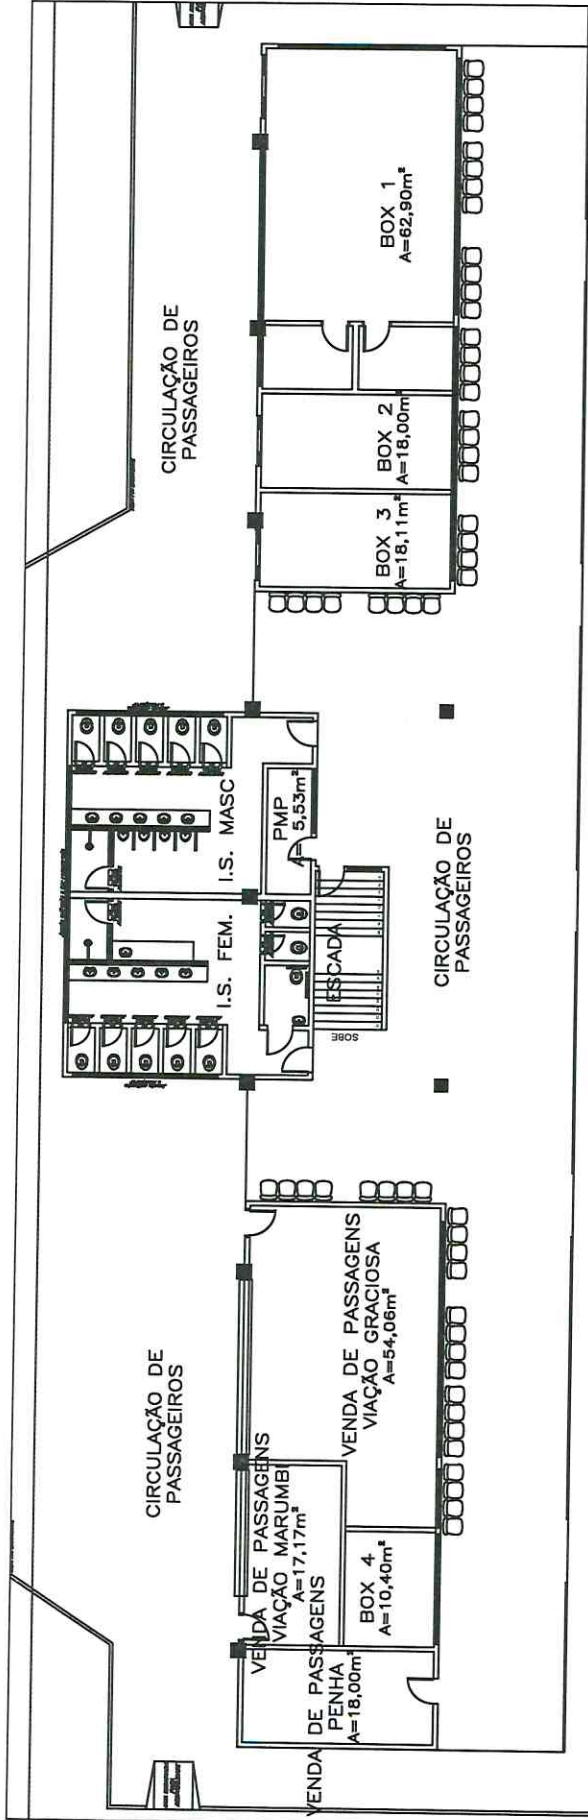 CIRCULAÇÃO DE
PASSAGEIROS
VENDA DE PASSAGENS
VIAÇÃO MARUMBI
A=17,17m²
VENDA DE PASSAGENS
PENHA
A=18,00m²
BOX 4
A=10,40m²
VENDA DE PASSAGENS
VIAÇÃO GRACIOSA
A=54,06m²
I.S. FEM.
I.S. MASC
PMP
A= 5,53m²
ESCADA
SOBE
CIRCULAÇÃO DE
PASSAGEIROS
CIRCULAÇÃO DE
PASSAGEIROS
BOX 3
A=18,11m²
BOX 2
A=18,00m²
BOX 1
A=62,90m²